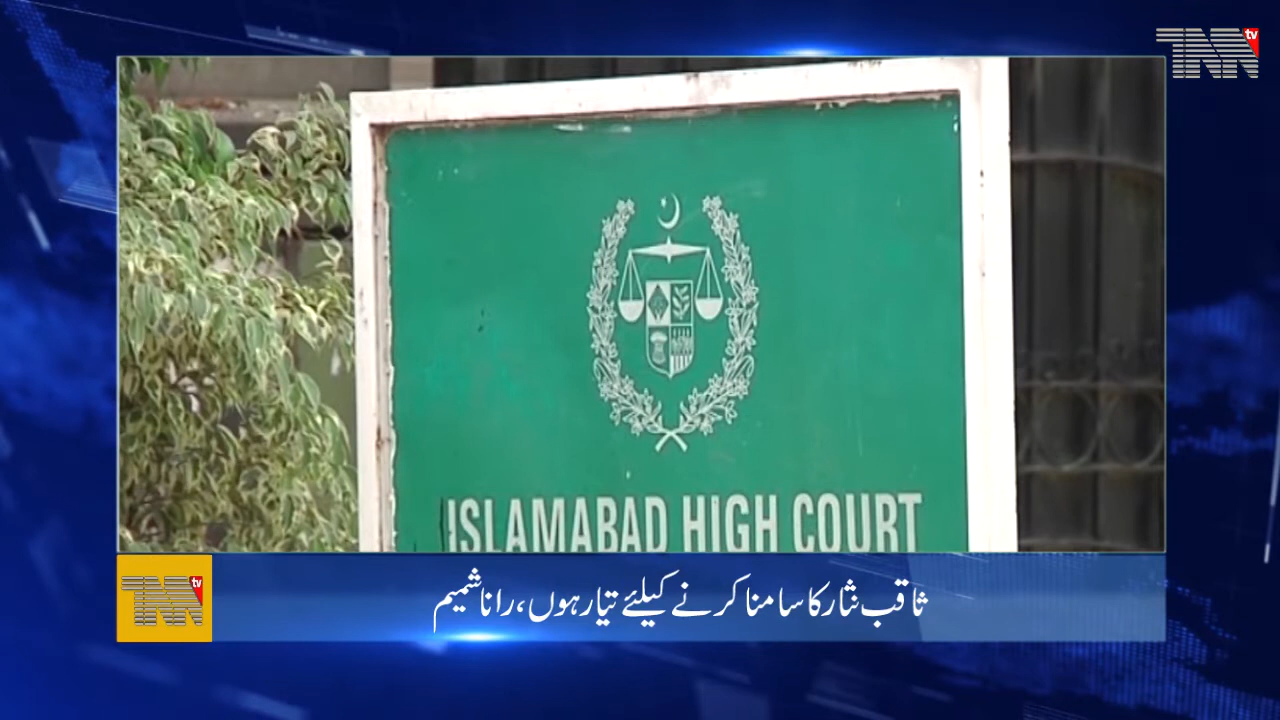 TNN tv
ISLAMABAD HIGH COURT
TNN tv
ثاقب نثار کا سامنا کرنے کیلئے تیار ہوں، رانا شمیم